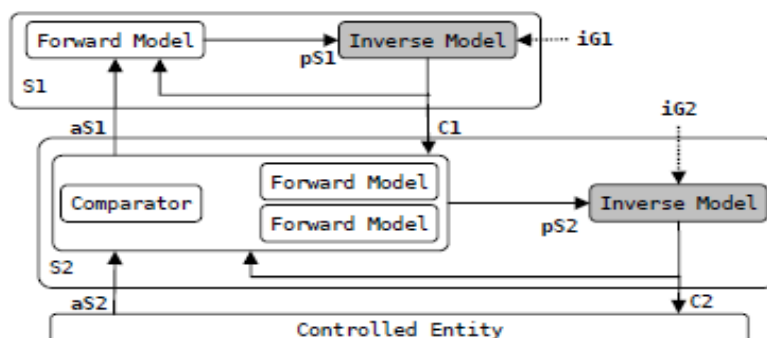 Forward Model
Inverse Model
iG1
pS1
S1
aS1
C1
iG2
Forward Model
Comparator
Forward Model
Inverse Model
pS2
S2
aS2
C2
Controlled Entity